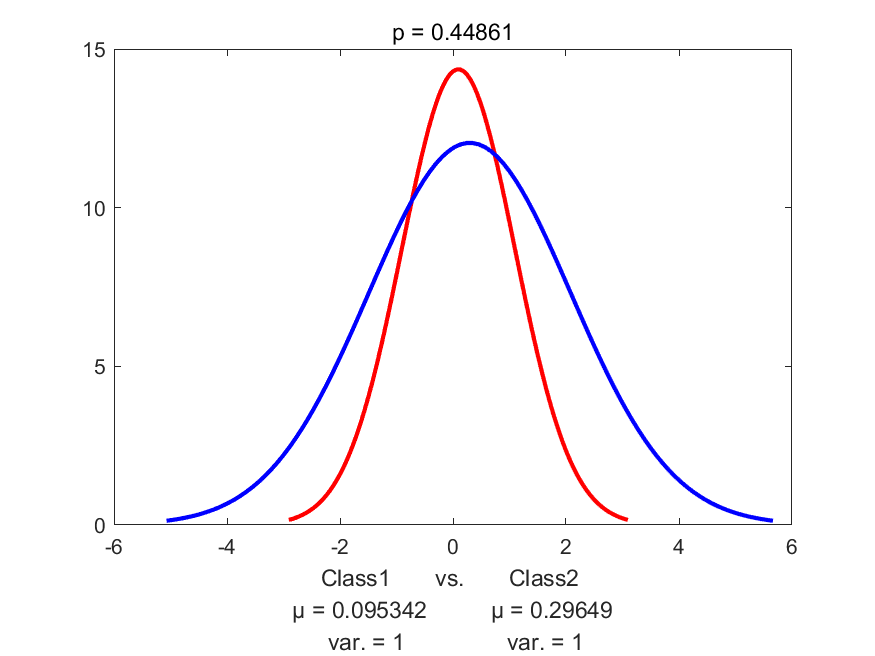 p = 0.44861
15
10
5
0
-6 -4 -2 0 2 4 6
Class1 vs. Class2
μ = 0.095342 μ = 0.29649
var. = 1 var. = 1